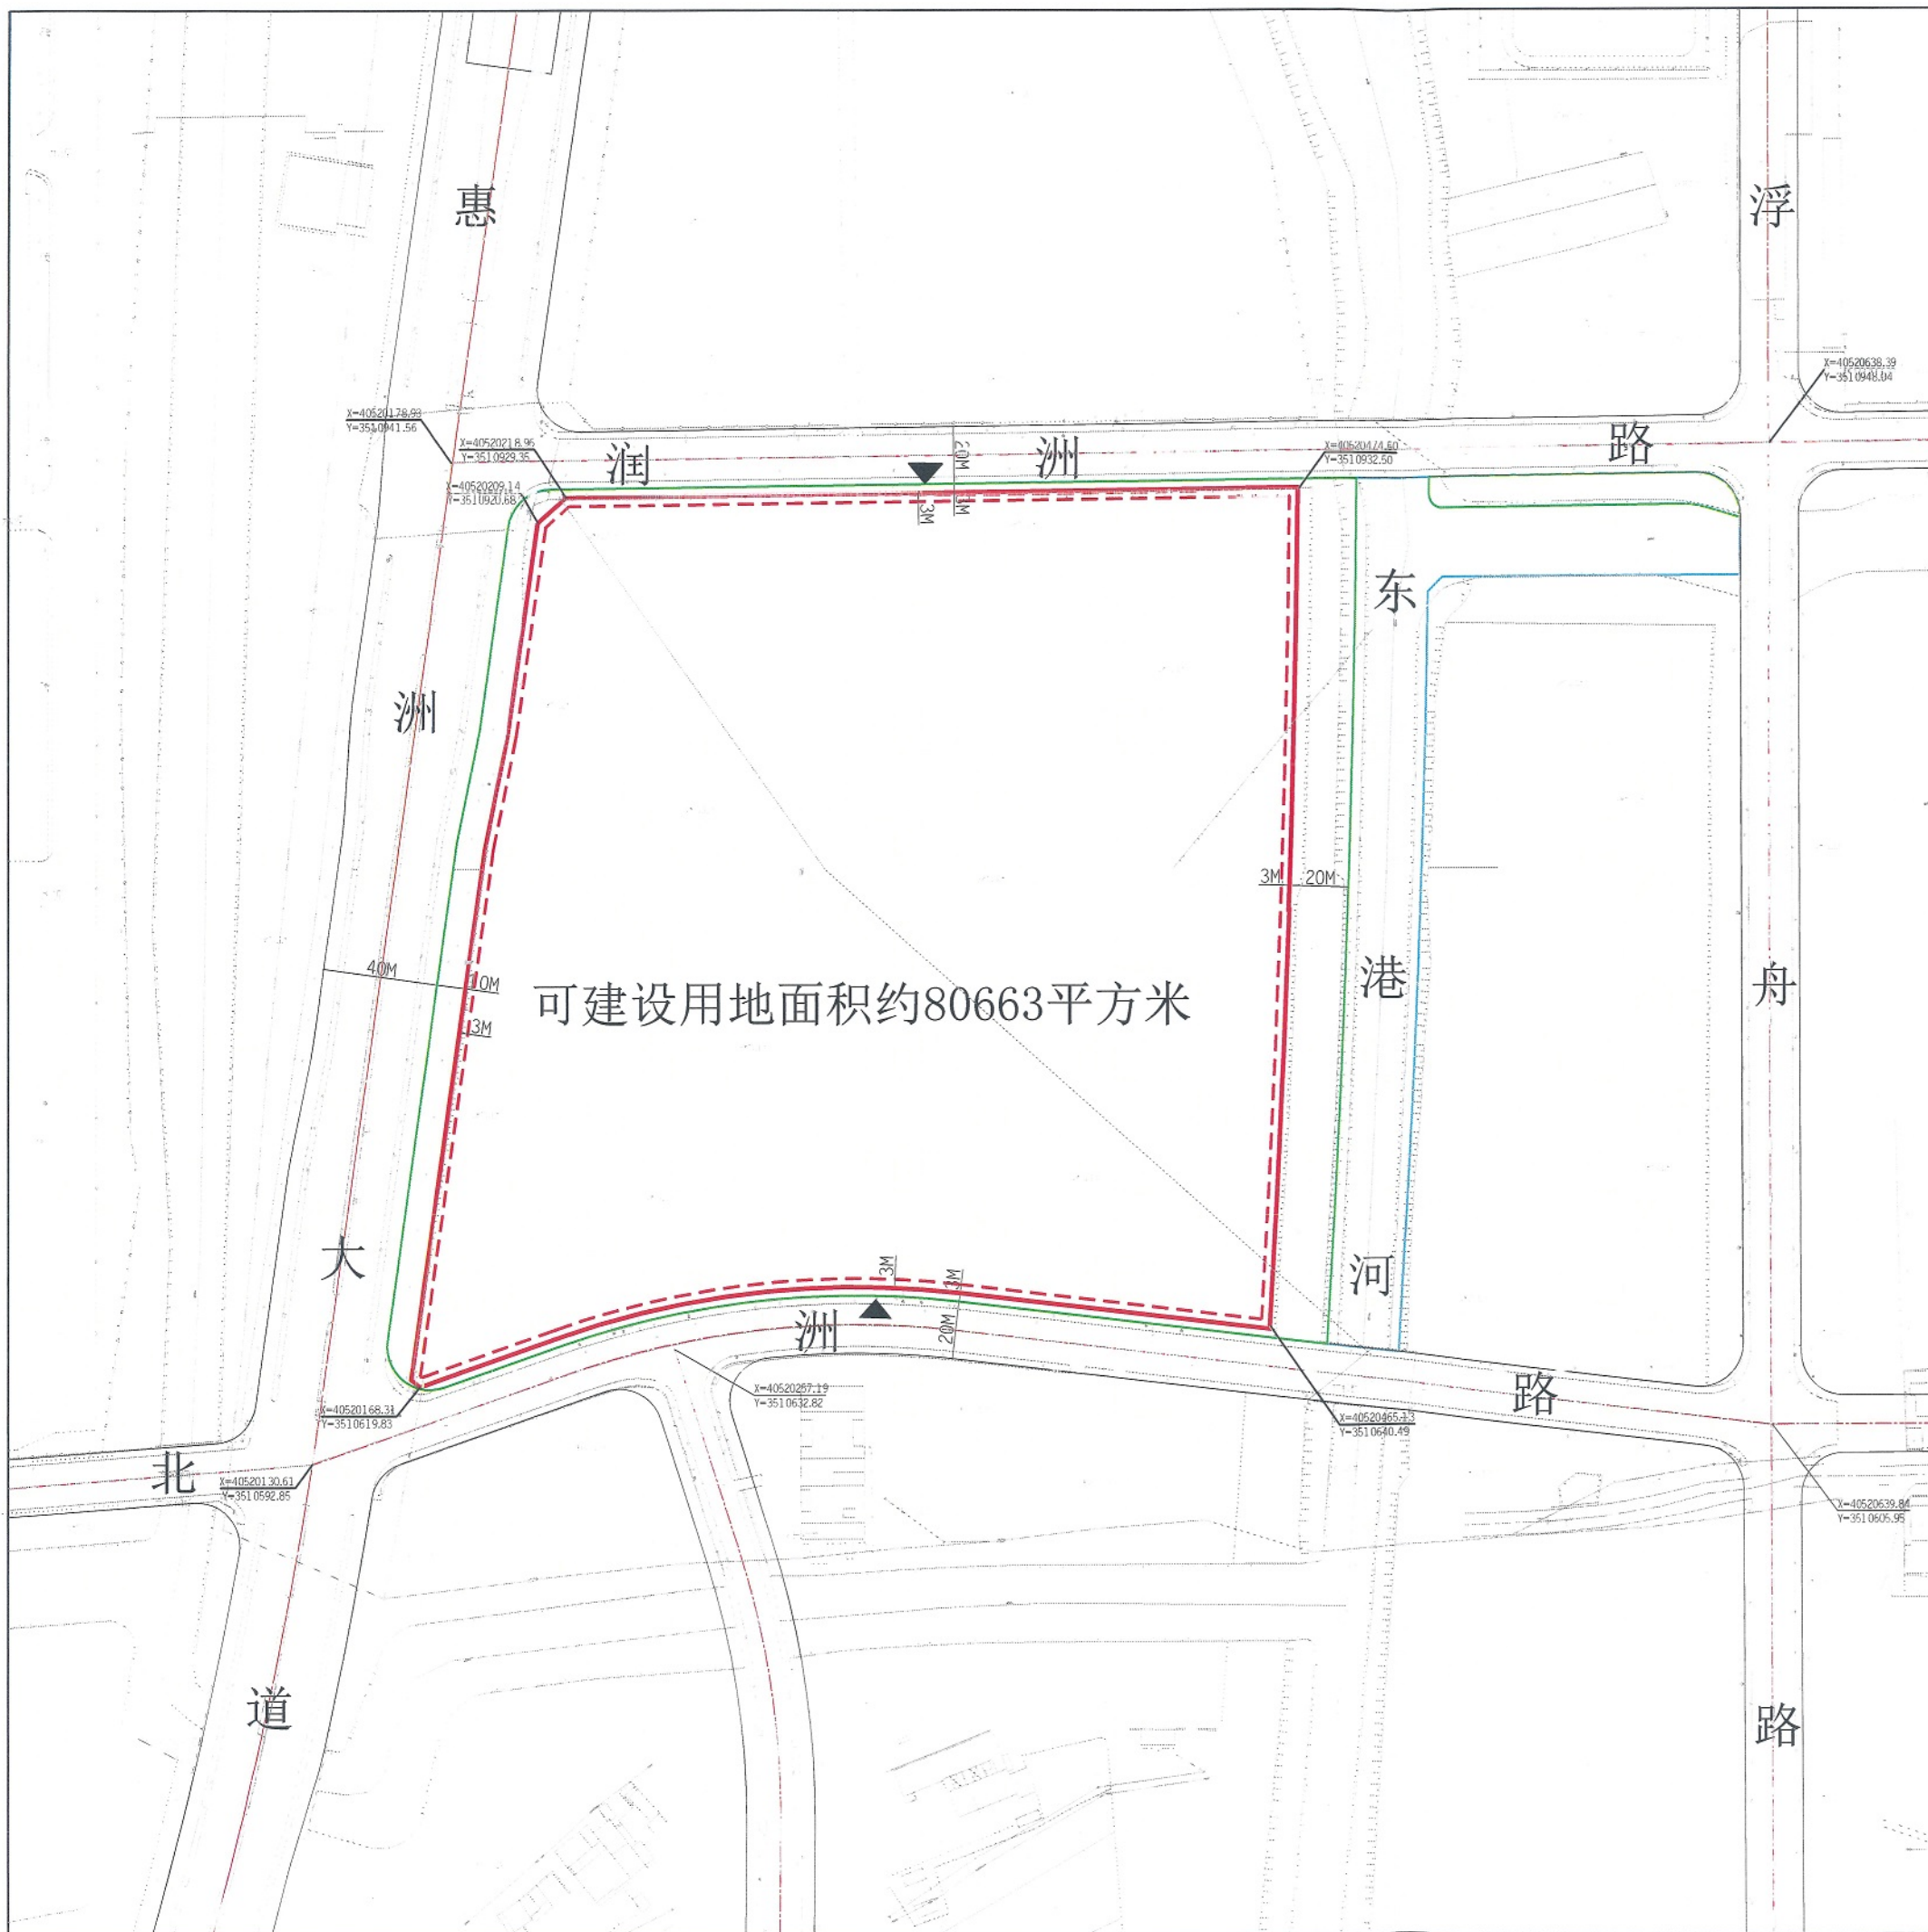 惠
浮
X=40520638.39
Y=3510948.04
X=40520178.93
Y=3510941.56
X=40520218.96
Y=3510929.35
润
20M
洲
X=40520474.60
Y=3510932.50
路
X=40520209.14
Y=3510920.68
3M
3M
东
洲
3M
20M
40M
10M
港
舟
可建设用地面积约80663平方米
3M
大
3M
3M
河
洲
20M
X=40520267.19
Y=3510632.82
路
X=40520168.31
Y=3510619.83
X=40520465.13
Y=3510640.49
北
X=40520130.61
Y=3510592.85
X=40520639.84
Y=3510605.95
道
路